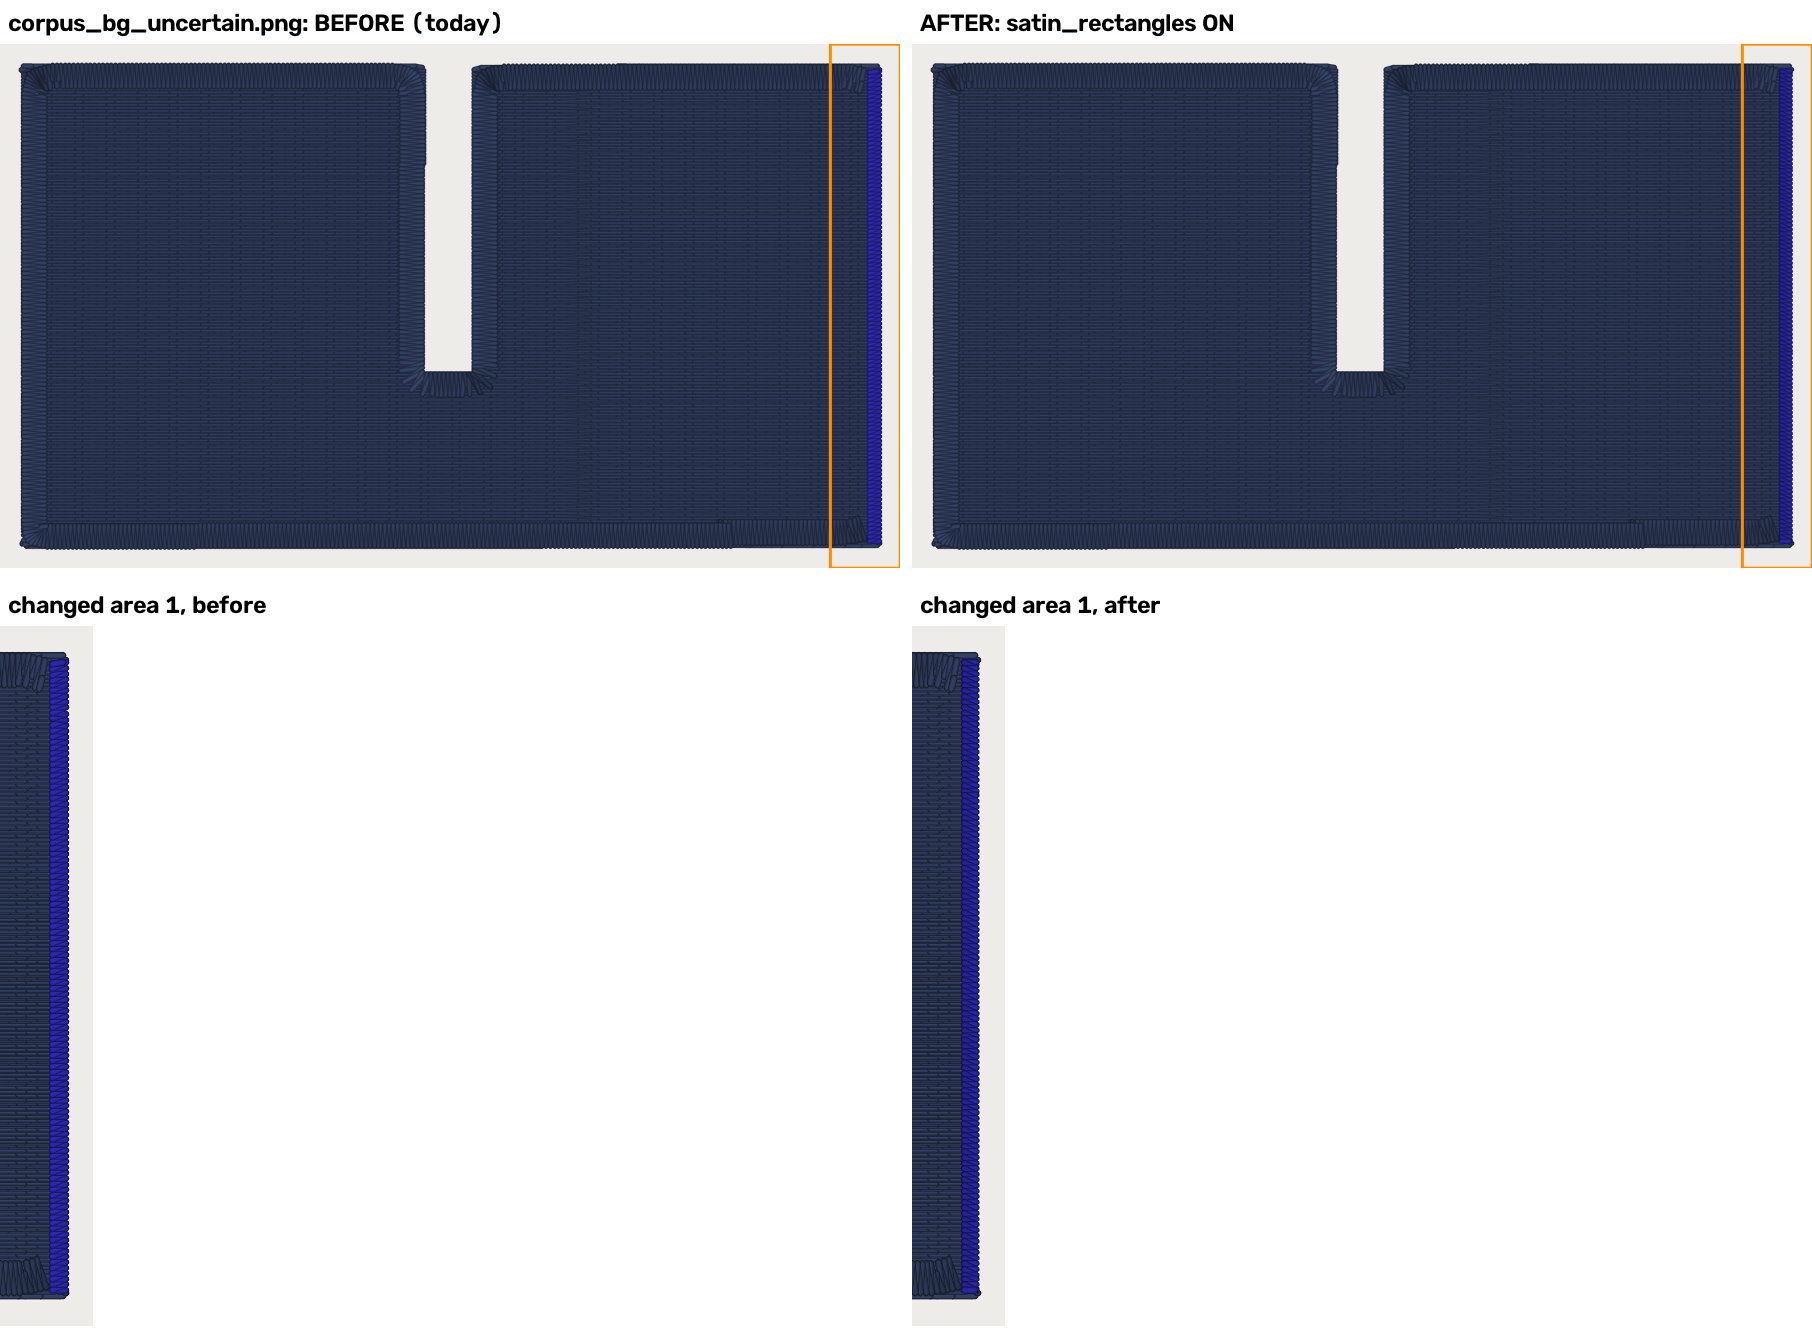 corpus_bg_uncertain.png: BEFORE (today)
AFTER: satin_rectangles ON
changed area 1, before
changed area 1, after